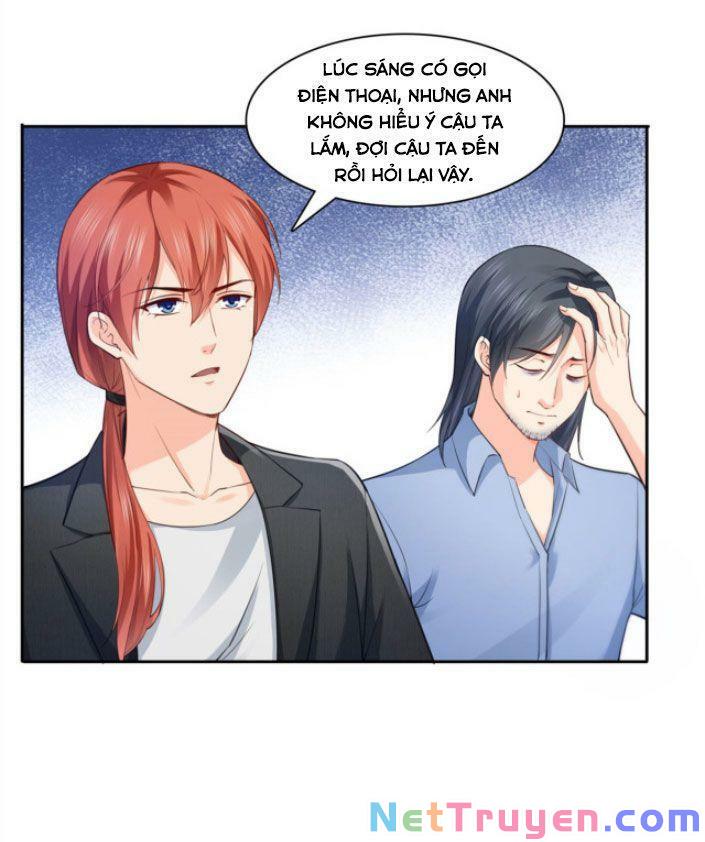 LÚC SÁNG CÓ GỌI
ĐIỆN THOẠI, NHƯNG ANH
KHÔNG HIỂU Ý CẬU TA
LẮM, ĐỢI CẬU TA ĐẾN
RỒI HỎI LẠI VẬY.
NetTruyen.com